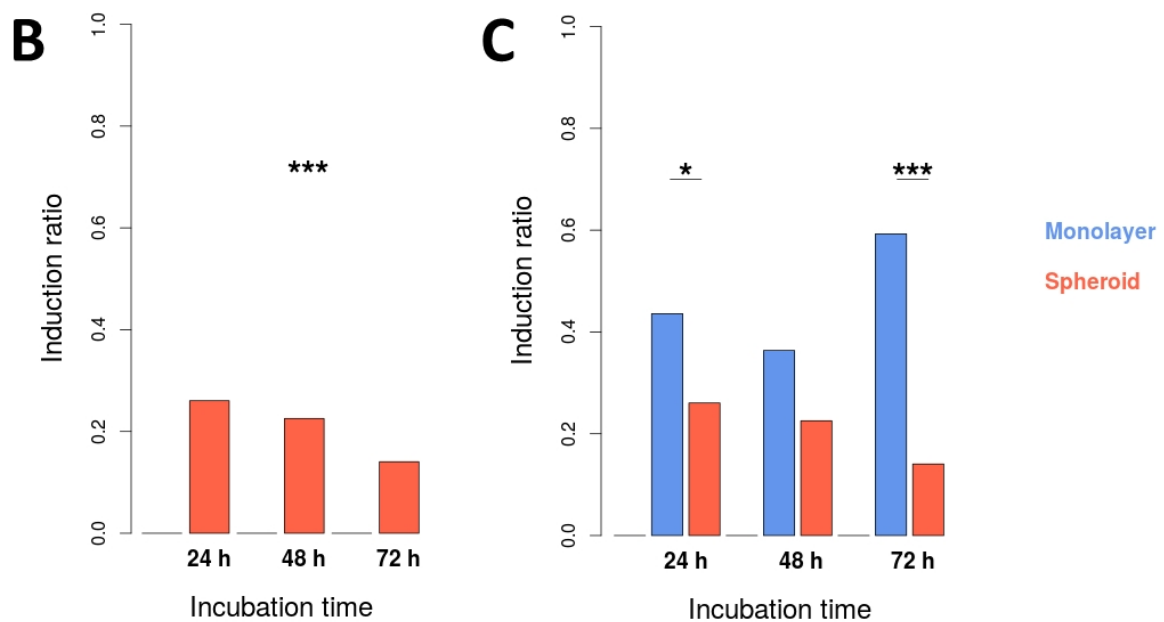 B
Induction ratio
1.0
0.8
0.6
0.4
0.2
0.0
***
24 h 48 h 72 h
Incubation time
C
Induction ratio
1.0
0.8
0.6
0.4
0.2
0.0
* ***
24 h 48 h 72 h
Incubation time
Monolayer
Spheroid